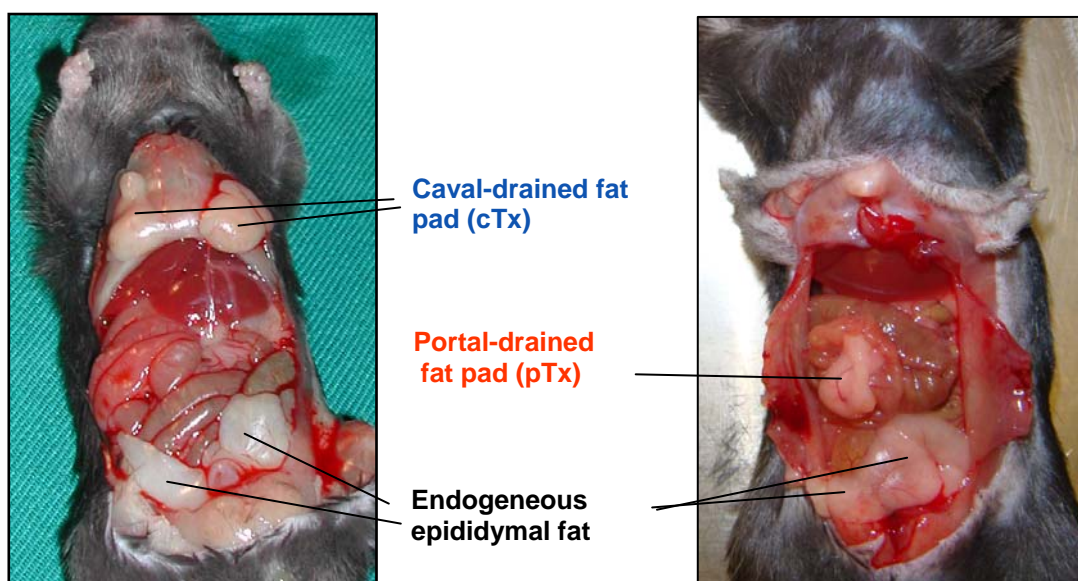 Caval-drained fat
pad (cTx)
Portal-drained
fat pad (pTx)
Endogeneous
epididymal fat